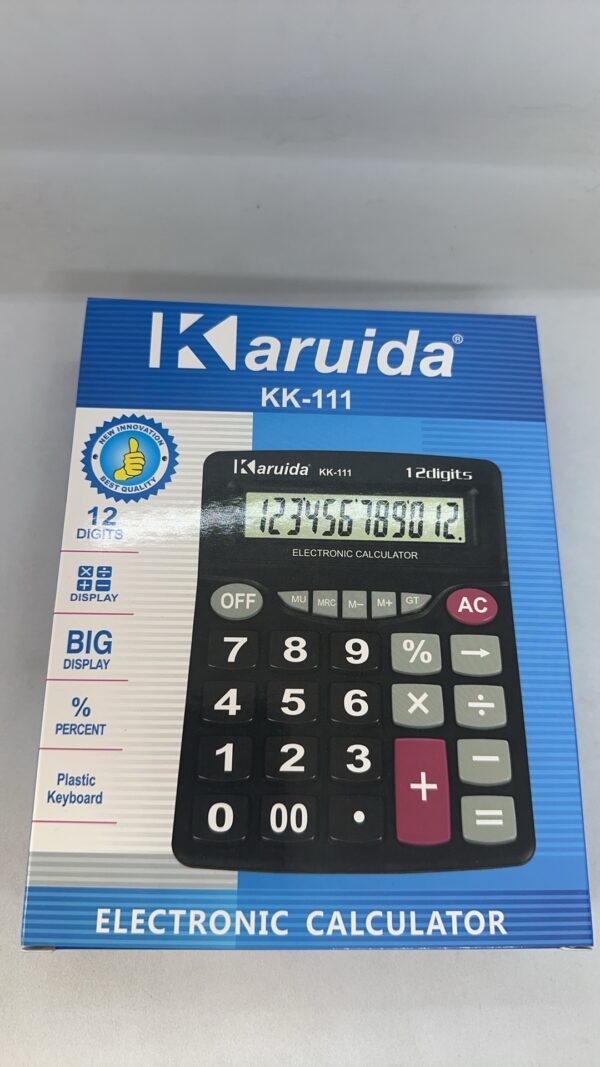 Karuida®
KK-111
NEW INNOVATION
BEST QUALITY
12
DIGITS
DISPLAY
BIG
DISPLAY
%
PERCENT
Plastic
Keyboard
Karuida KK-111 12digits
123456789012.
ELECTRONIC CALCULATOR
OFF MU MRC M− M+ GT AC
7 8 9 % →
4 5 6 × ÷
1 2 3 + −
0 00 . =
ELECTRONIC CALCULATOR